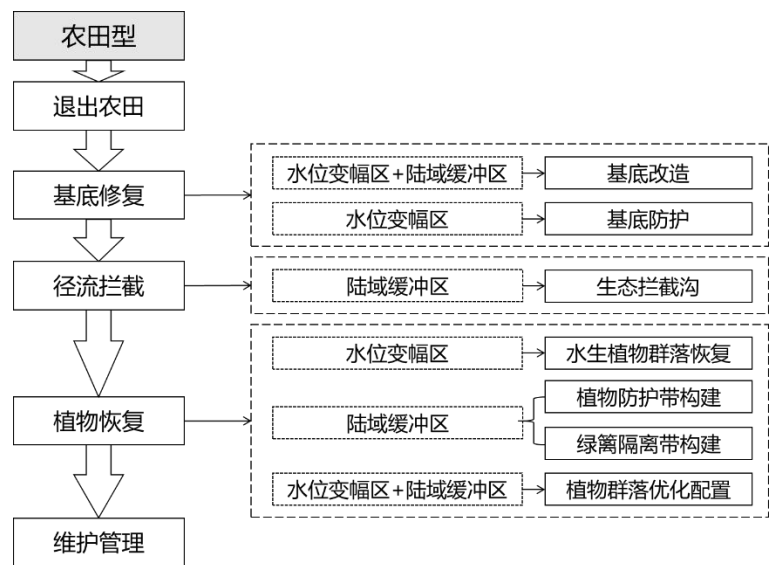 农田型
退出农田
基底修复
水位变幅区+陆域缓冲区
基底改造
水位变幅区
基底防护
径流拦截
陆域缓冲区
生态拦截沟
植物恢复
水位变幅区
水生植物群落恢复
陆域缓冲区
植物防护带构建
绿篱隔离带构建
水位变幅区+陆域缓冲区
植物群落优化配置
维护管理